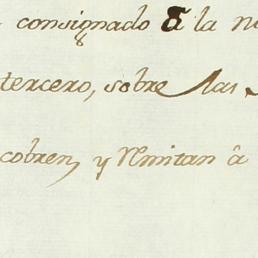 consignado â la
tercero, sobre las
cobren, y Remitan â